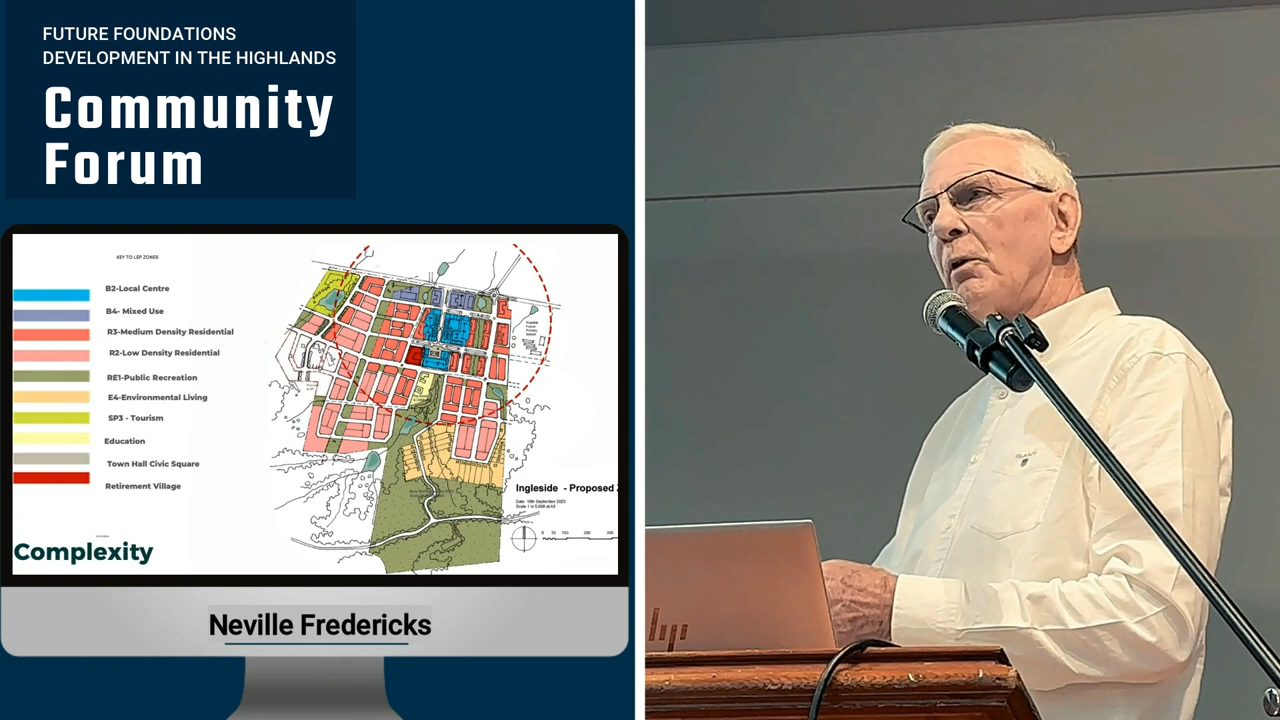 FUTURE FOUNDATIONS
DEVELOPMENT IN THE HIGHLANDS
Community
Forum
KEY TO LEP ZONES
B2-Local Centre
B4- Mixed Use
R3-Medium Density Residential
R2-Low Density Residential
RE1-Public Recreation
E4-Environmental Living
SP3 - Tourism
Education
Town Hall Civic Square
Retirement Village
Ingleside - Proposed
Complexity
Neville Fredericks
hp